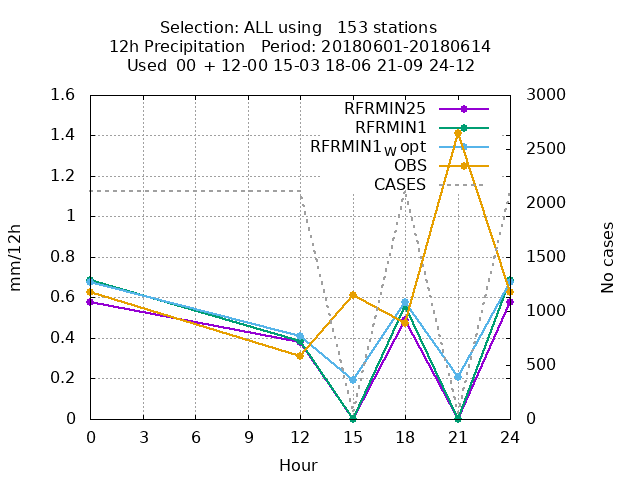 Selection: ALL using   153 stations
12h Precipitation   Period: 20180601-20180614
Used  00 + 12-00 15-03 18-06 21-09 24-12
RFRMIN25
RFRMIN1
RFRMIN1_w opt
OBS
CASES
mm/12h
1.6
1.4
1.2
1
0.8
0.6
0.4
0.2
0
3000
2500
2000
1500
1000
500
0
No cases
0 3 6 9 12 15 18 21 24
Hour